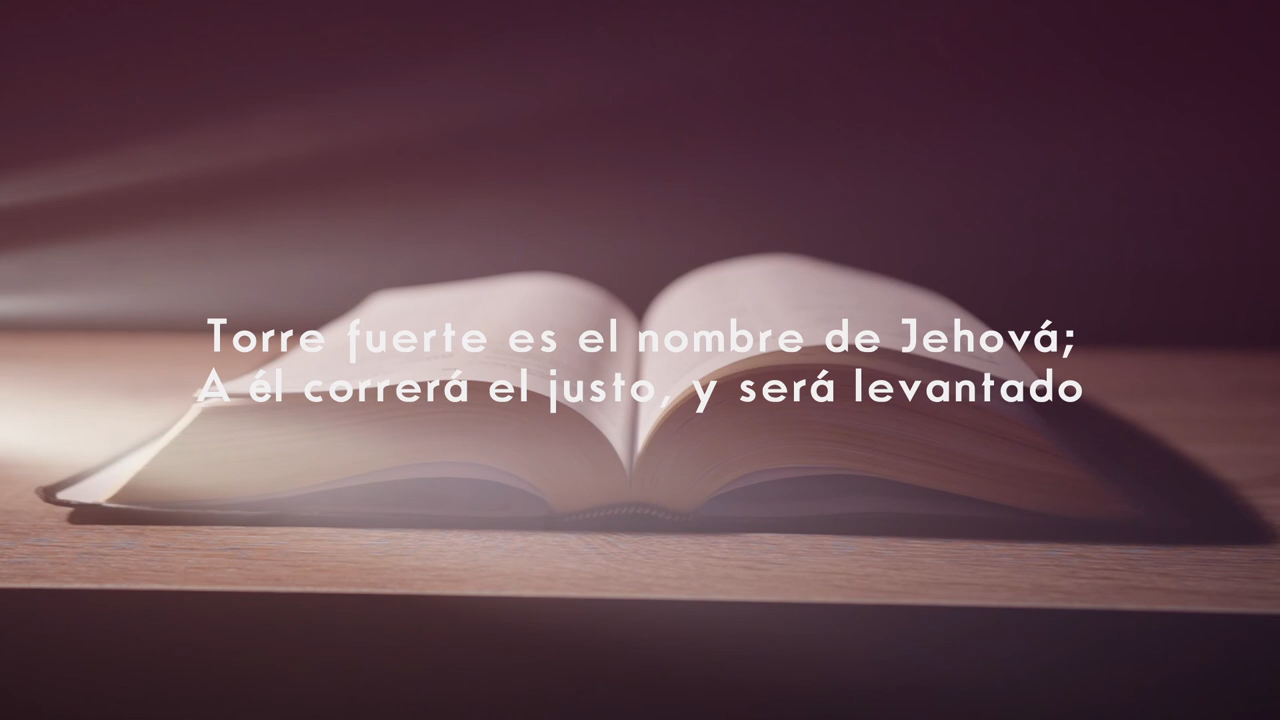 Torre fuerte es el nombre de Jehová;
A él correrá el justo, y será levantado